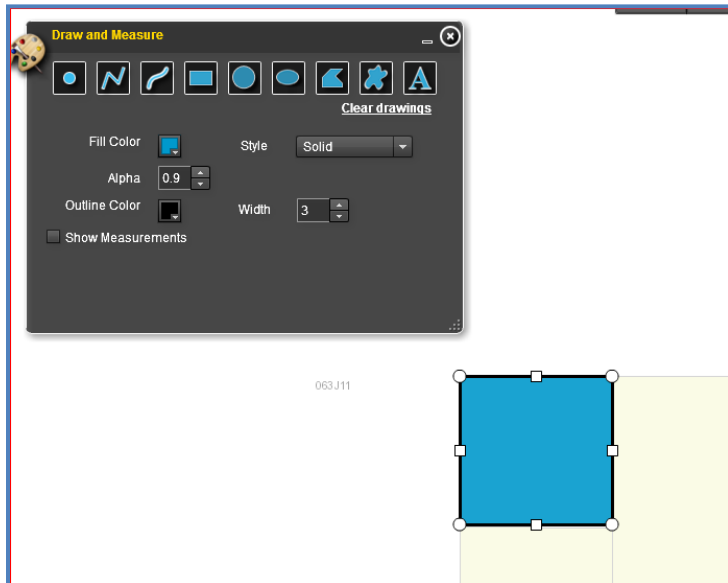 Draw and Measure
A
Clear drawings
Fill Color
Style
Solid
Alpha
0.9
Outline Color
Width
3
Show Measurements
063J11